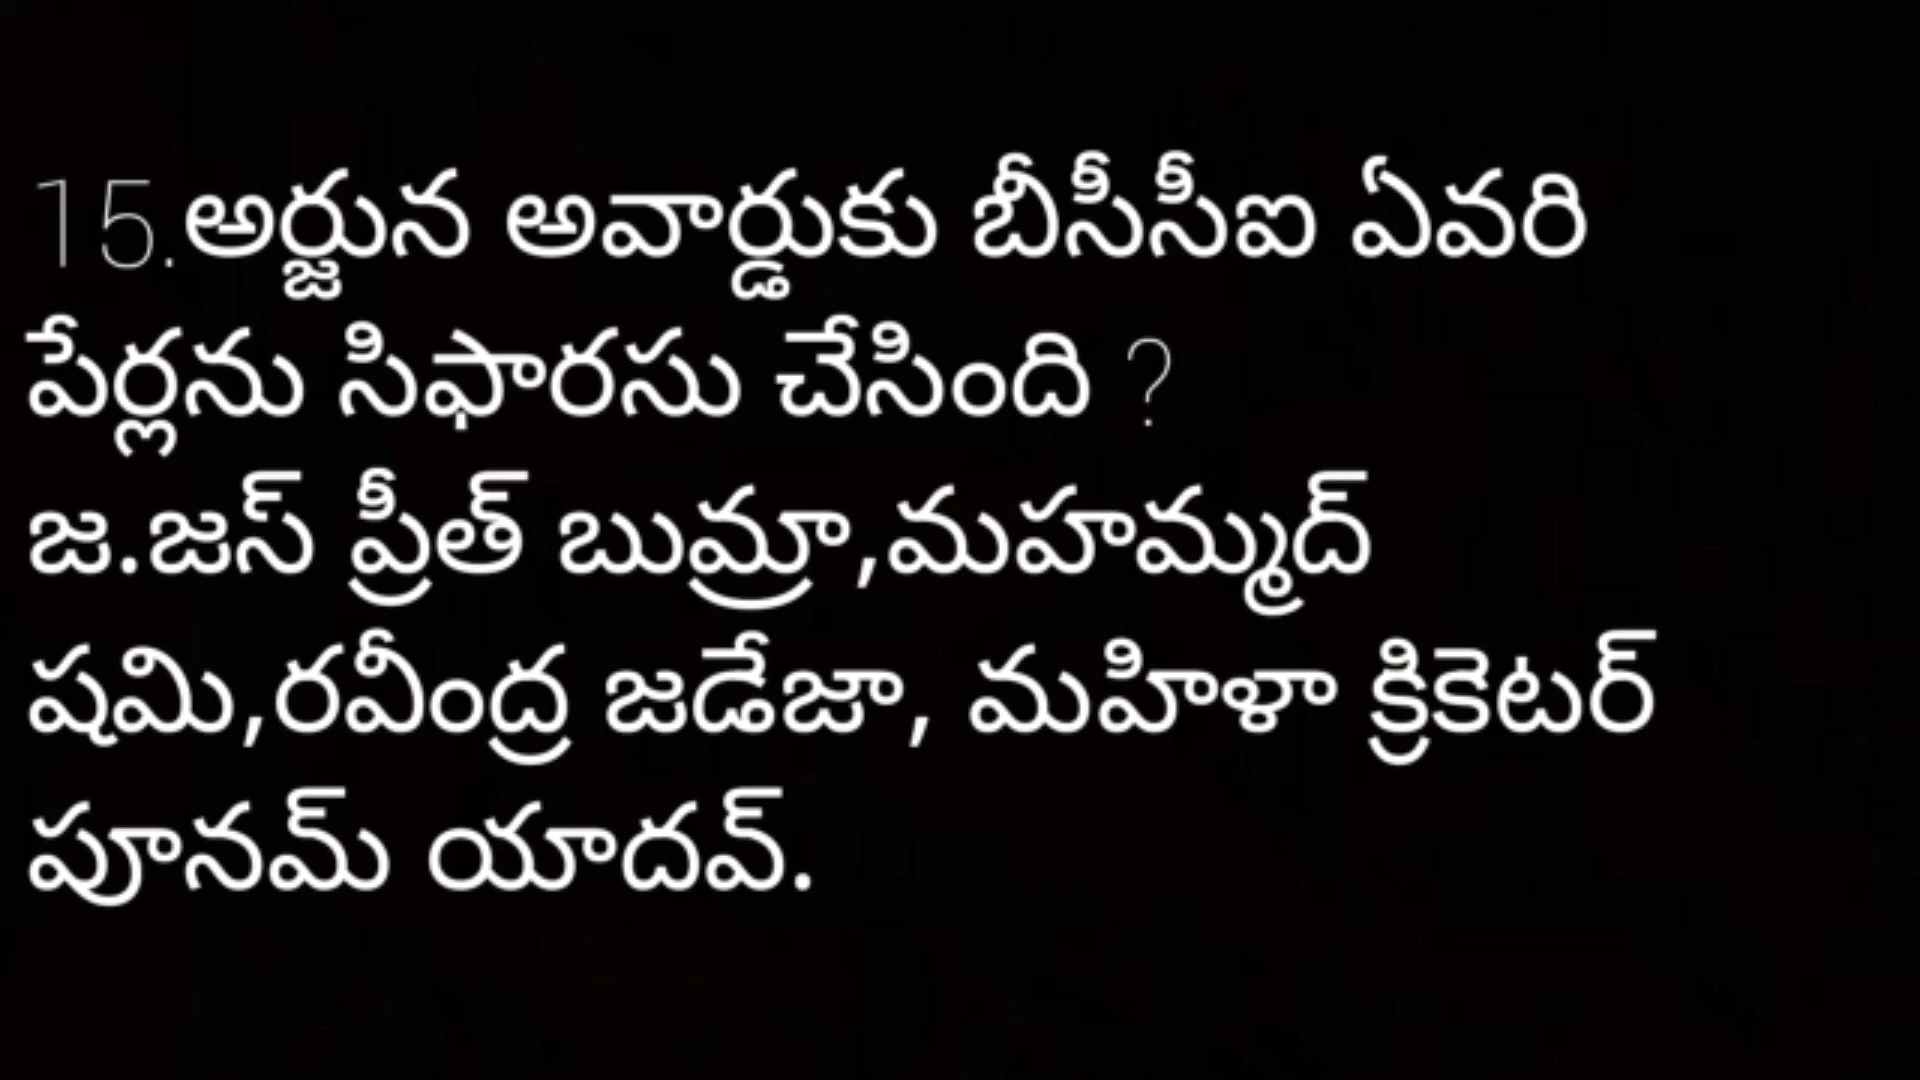 15.అర్జున అవార్డుకు బీసీసీఐ ఏవరి
పేర్లను సిఫారసు చేసింది ?
జ.జస్ ప్రీత్ బుమ్రా,మహమ్మద్
షమి,రవీంద్ర జడేజా, మహిళా క్రికెటర్
పూనమ్ యాదవ్.